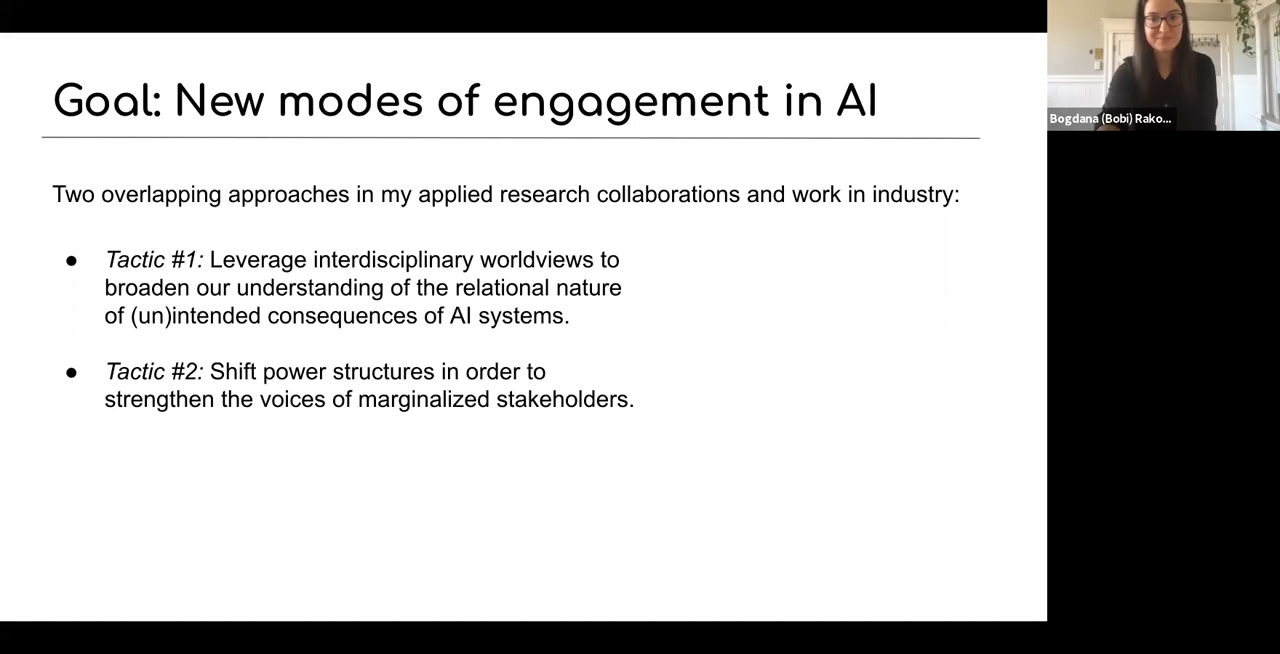 Goal: New modes of engagement in AI
Two overlapping approaches in my applied research collaborations and work in industry:
● Tactic #1: Leverage interdisciplinary worldviews to
broaden our understanding of the relational nature
of (un)intended consequences of AI systems.
● Tactic #2: Shift power structures in order to
strengthen the voices of marginalized stakeholders.
Bogdana (Bobi) Rako...